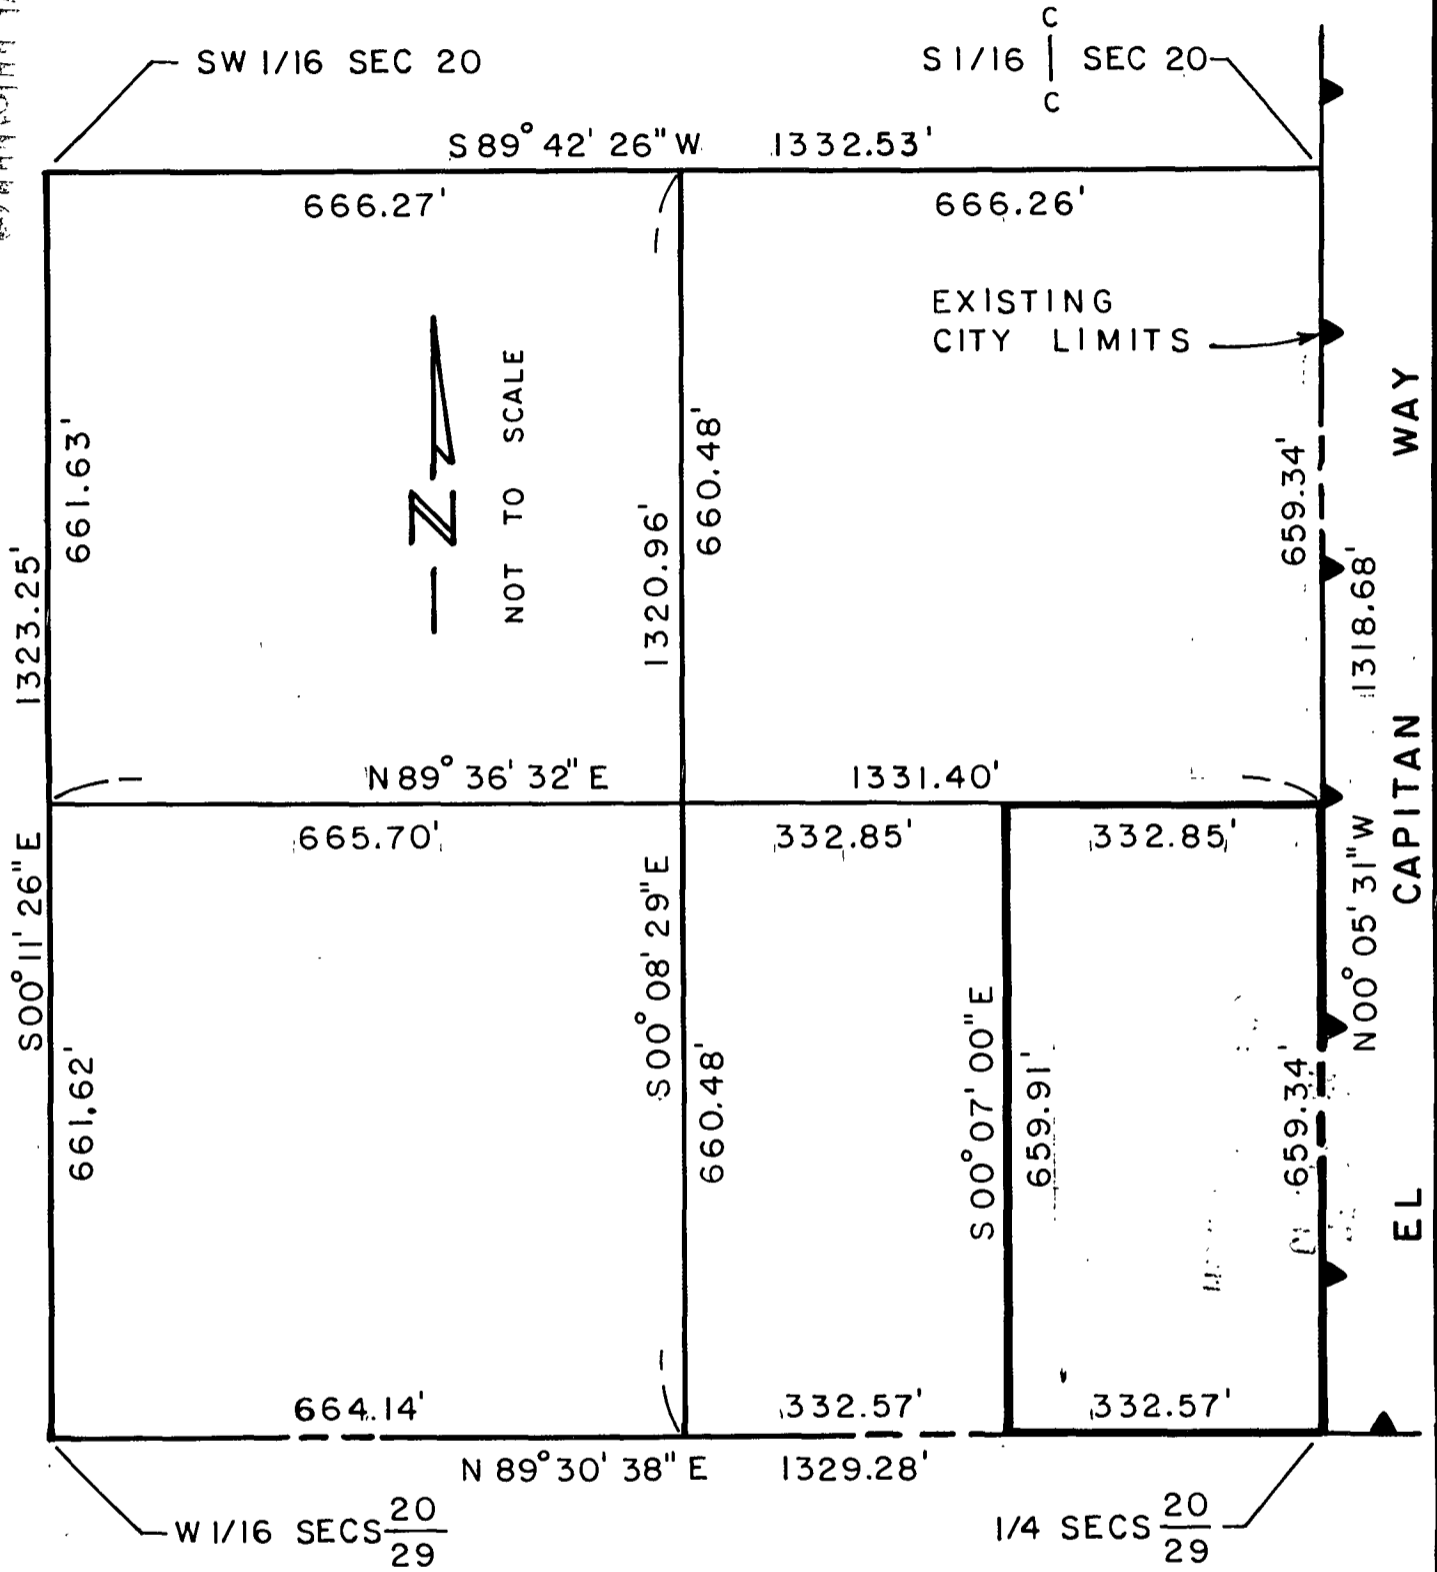 C
SW 1/16 SEC 20
S 1/16 | SEC 20
C
S 89° 42' 26" W 1332.53'
666.27'
666.26'
EXISTING
CITY LIMITS
NOT TO SCALE
N
661.63'
1323.25'
660.48'
1320.96'
659.34'
1318.68'
N 89° 36' 32" E 1331.40'
665.70'
332.85'
332.85'
S 00° 11' 26" E
661.62'
S 00° 08' 29" E
660.48'
S 00° 07' 00" E
659.91'
659.34'
N 00° 05' 31" W
EL CAPITAN WAY
664.14'
332.57'
332.57'
N 89° 30' 38" E 1329.28'
W 1/16 SECS 20/29
1/4 SECS 20/29